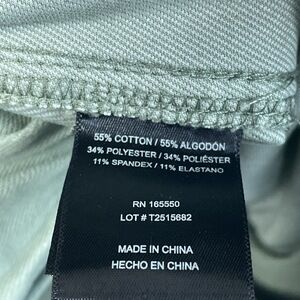 55% COTTON / 55% ALGODÓN
34% POLYESTER / 34% POLIÉSTER
11% SPANDEX / 11% ELASTANO
RN 165550
LOT # T2515682
MADE IN CHINA
HECHO EN CHINA